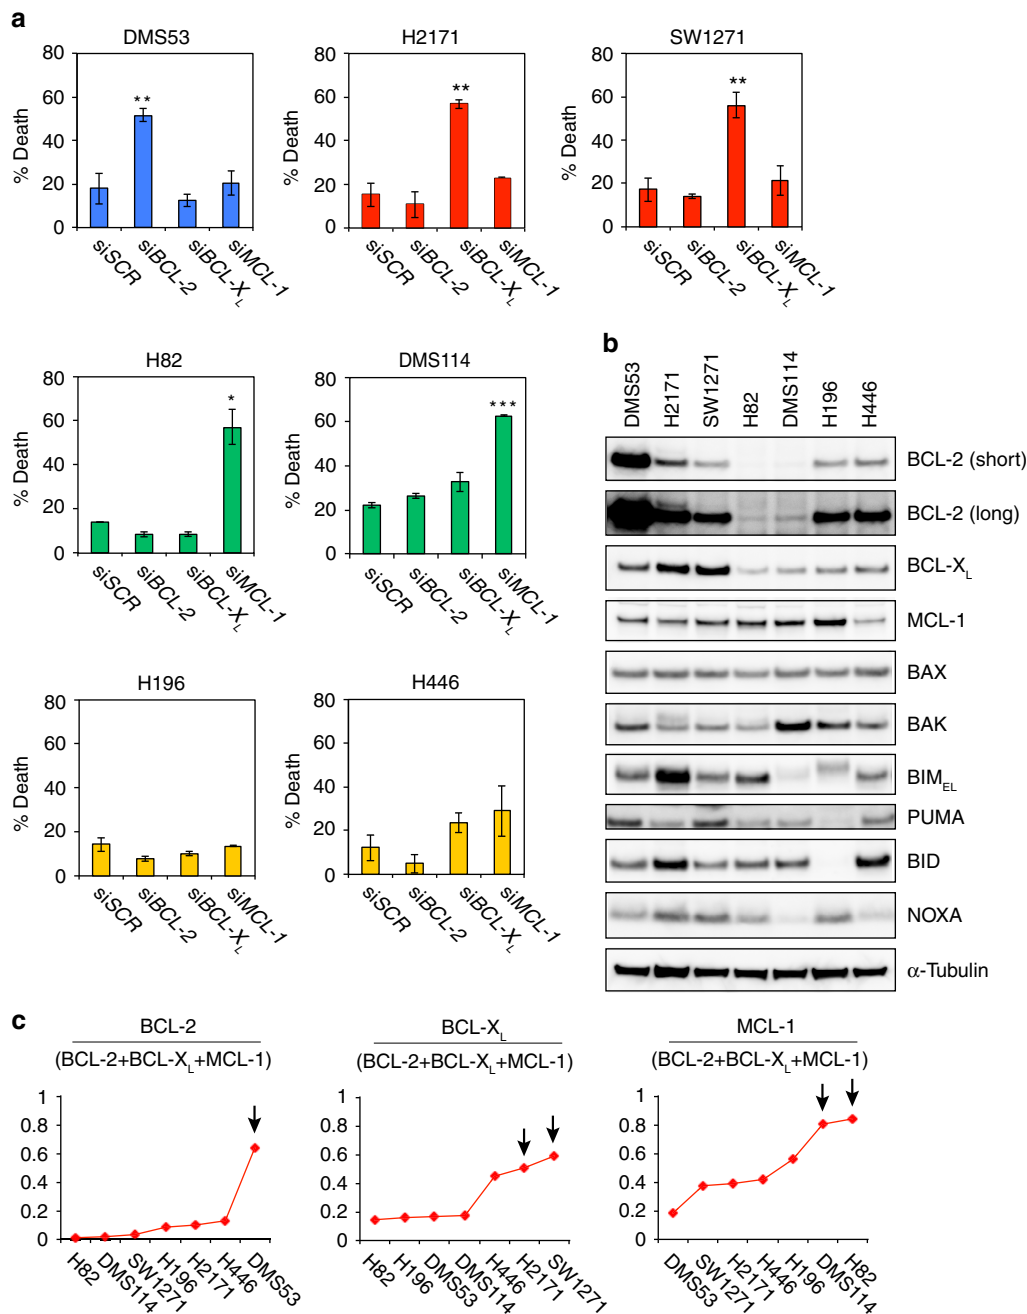 a
DMS53
80
60
40
20
0
% Death
**
siSCR
siBCL-2
siBCL-XL
siMCL-1
H2171
80
60
40
20
0
% Death
**
siSCR
siBCL-2
siBCL-XL
siMCL-1
SW1271
80
60
40
20
0
% Death
**
siSCR
siBCL-2
siBCL-XL
siMCL-1
H82
80
60
40
20
0
% Death
*
siSCR
siBCL-2
siBCL-XL
siMCL-1
DMS114
80
60
40
20
0
% Death
***
siSCR
siBCL-2
siBCL-XL
siMCL-1
H196
80
60
40
20
0
% Death
siSCR
siBCL-2
siBCL-XL
siMCL-1
H446
80
60
40
20
0
% Death
siSCR
siBCL-2
siBCL-XL
siMCL-1
b
DMS53
H2171
SW1271
H82
DMS114
H196
H446
BCL-2 (short)
BCL-2 (long)
BCL-XL
MCL-1
BAX
BAK
BIMEL
PUMA
BID
NOXA
α-Tubulin
c
BCL-2
(BCL-2+BCL-XL+MCL-1)
1
0.8
0.6
0.4
0.2
0
H82
DMS114
SW1271
H196
H2171
H446
DMS53
BCL-XL
(BCL-2+BCL-XL+MCL-1)
1
0.8
0.6
0.4
0.2
0
H82
H196
DMS53
DMS114
H446
H2171
SW1271
MCL-1
(BCL-2+BCL-XL+MCL-1)
1
0.8
0.6
0.4
0.2
0
DMS53
SW1271
H2171
H446
H196
DMS114
H82